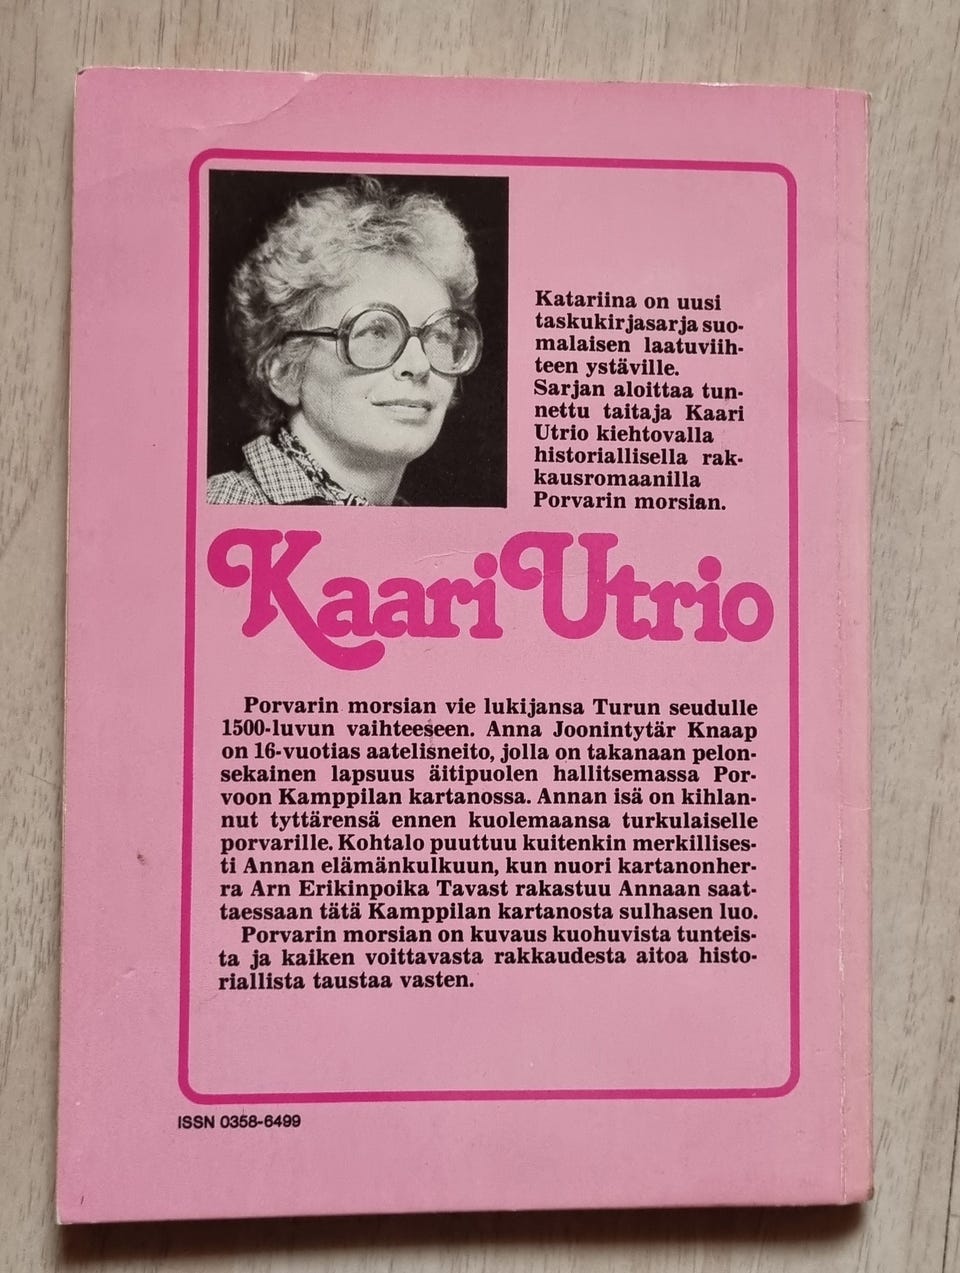 Katariina on uusi
taskukirjasarja suo-
malaisen laatuviih-
teen ystäville.
Sarjan aloittaa tun-
nettu taitaja Kaari
Utrio kiehtovalla
historiallisella rak-
kausromaanilla
Porvarin morsian.
Kaari Utrio
Porvarin morsian vie lukijansa Turun seudulle
1500-luvun vaihteeseen. Anna Joonintytär Knaap
on 16-vuotias aatelisneito, jolla on takanaan pelon-
sekainen lapsuus äitipuolen hallitsemassa Por-
voon Kamppilan kartanossa. Annan isä on kihlan-
nut tyttärensä ennen kuolemaansa turkulaiselle
porvarille. Kohtalo puuttuu kuitenkin merkillises-
ti Annan elämänkulkuun, kun nuori kartanonher-
ra Arn Erikinpoika Tavast rakastuu Annaan saat-
taessaan tätä Kamppilan kartanosta sulhasen luo.
Porvarin morsian on kuvaus kuohuvista tunteis-
ta ja kaiken voittavasta rakkaudesta aitoa histo-
riallista taustaa vasten.
ISSN 0358-6499